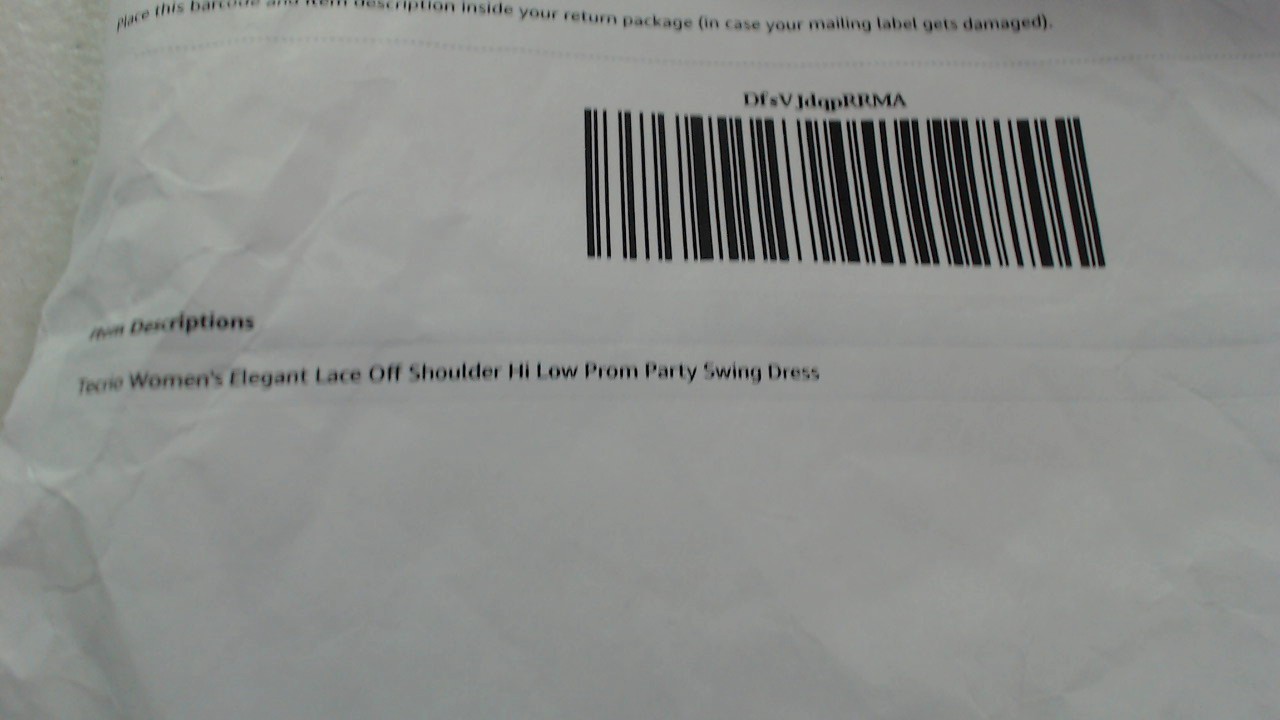 place this barcode and item description inside your return package (in case your mailing label gets damaged).
DfsVJdqpRRMA
Item Descriptions
Tecrio Women's Elegant Lace Off Shoulder Hi Low Prom Party Swing Dress